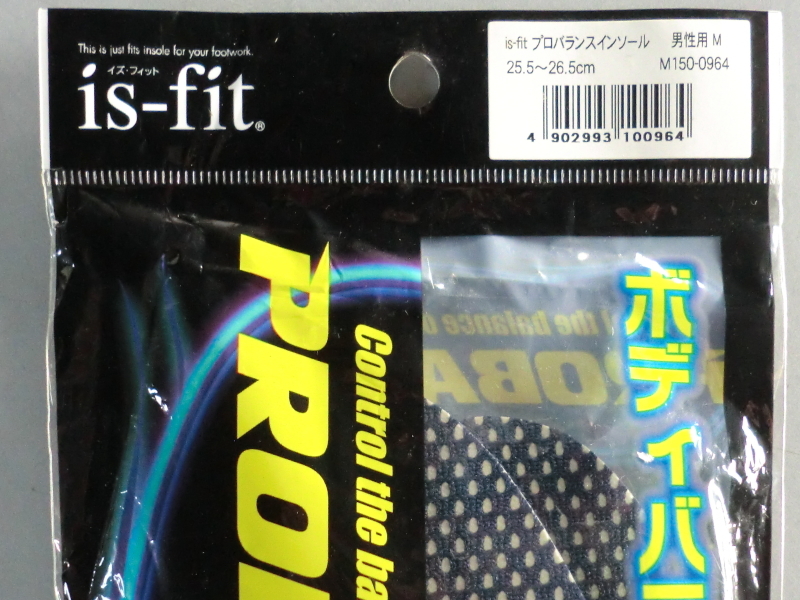 This is just fits insole for your footwork.
イズ・フィット
is-fit®
is-fit プロバランスインソール 男性用 M
25.5～26.5cm M150-0964
4 902993 100964
PRO
Control the ba
ボディバ
l the balance
ROBA